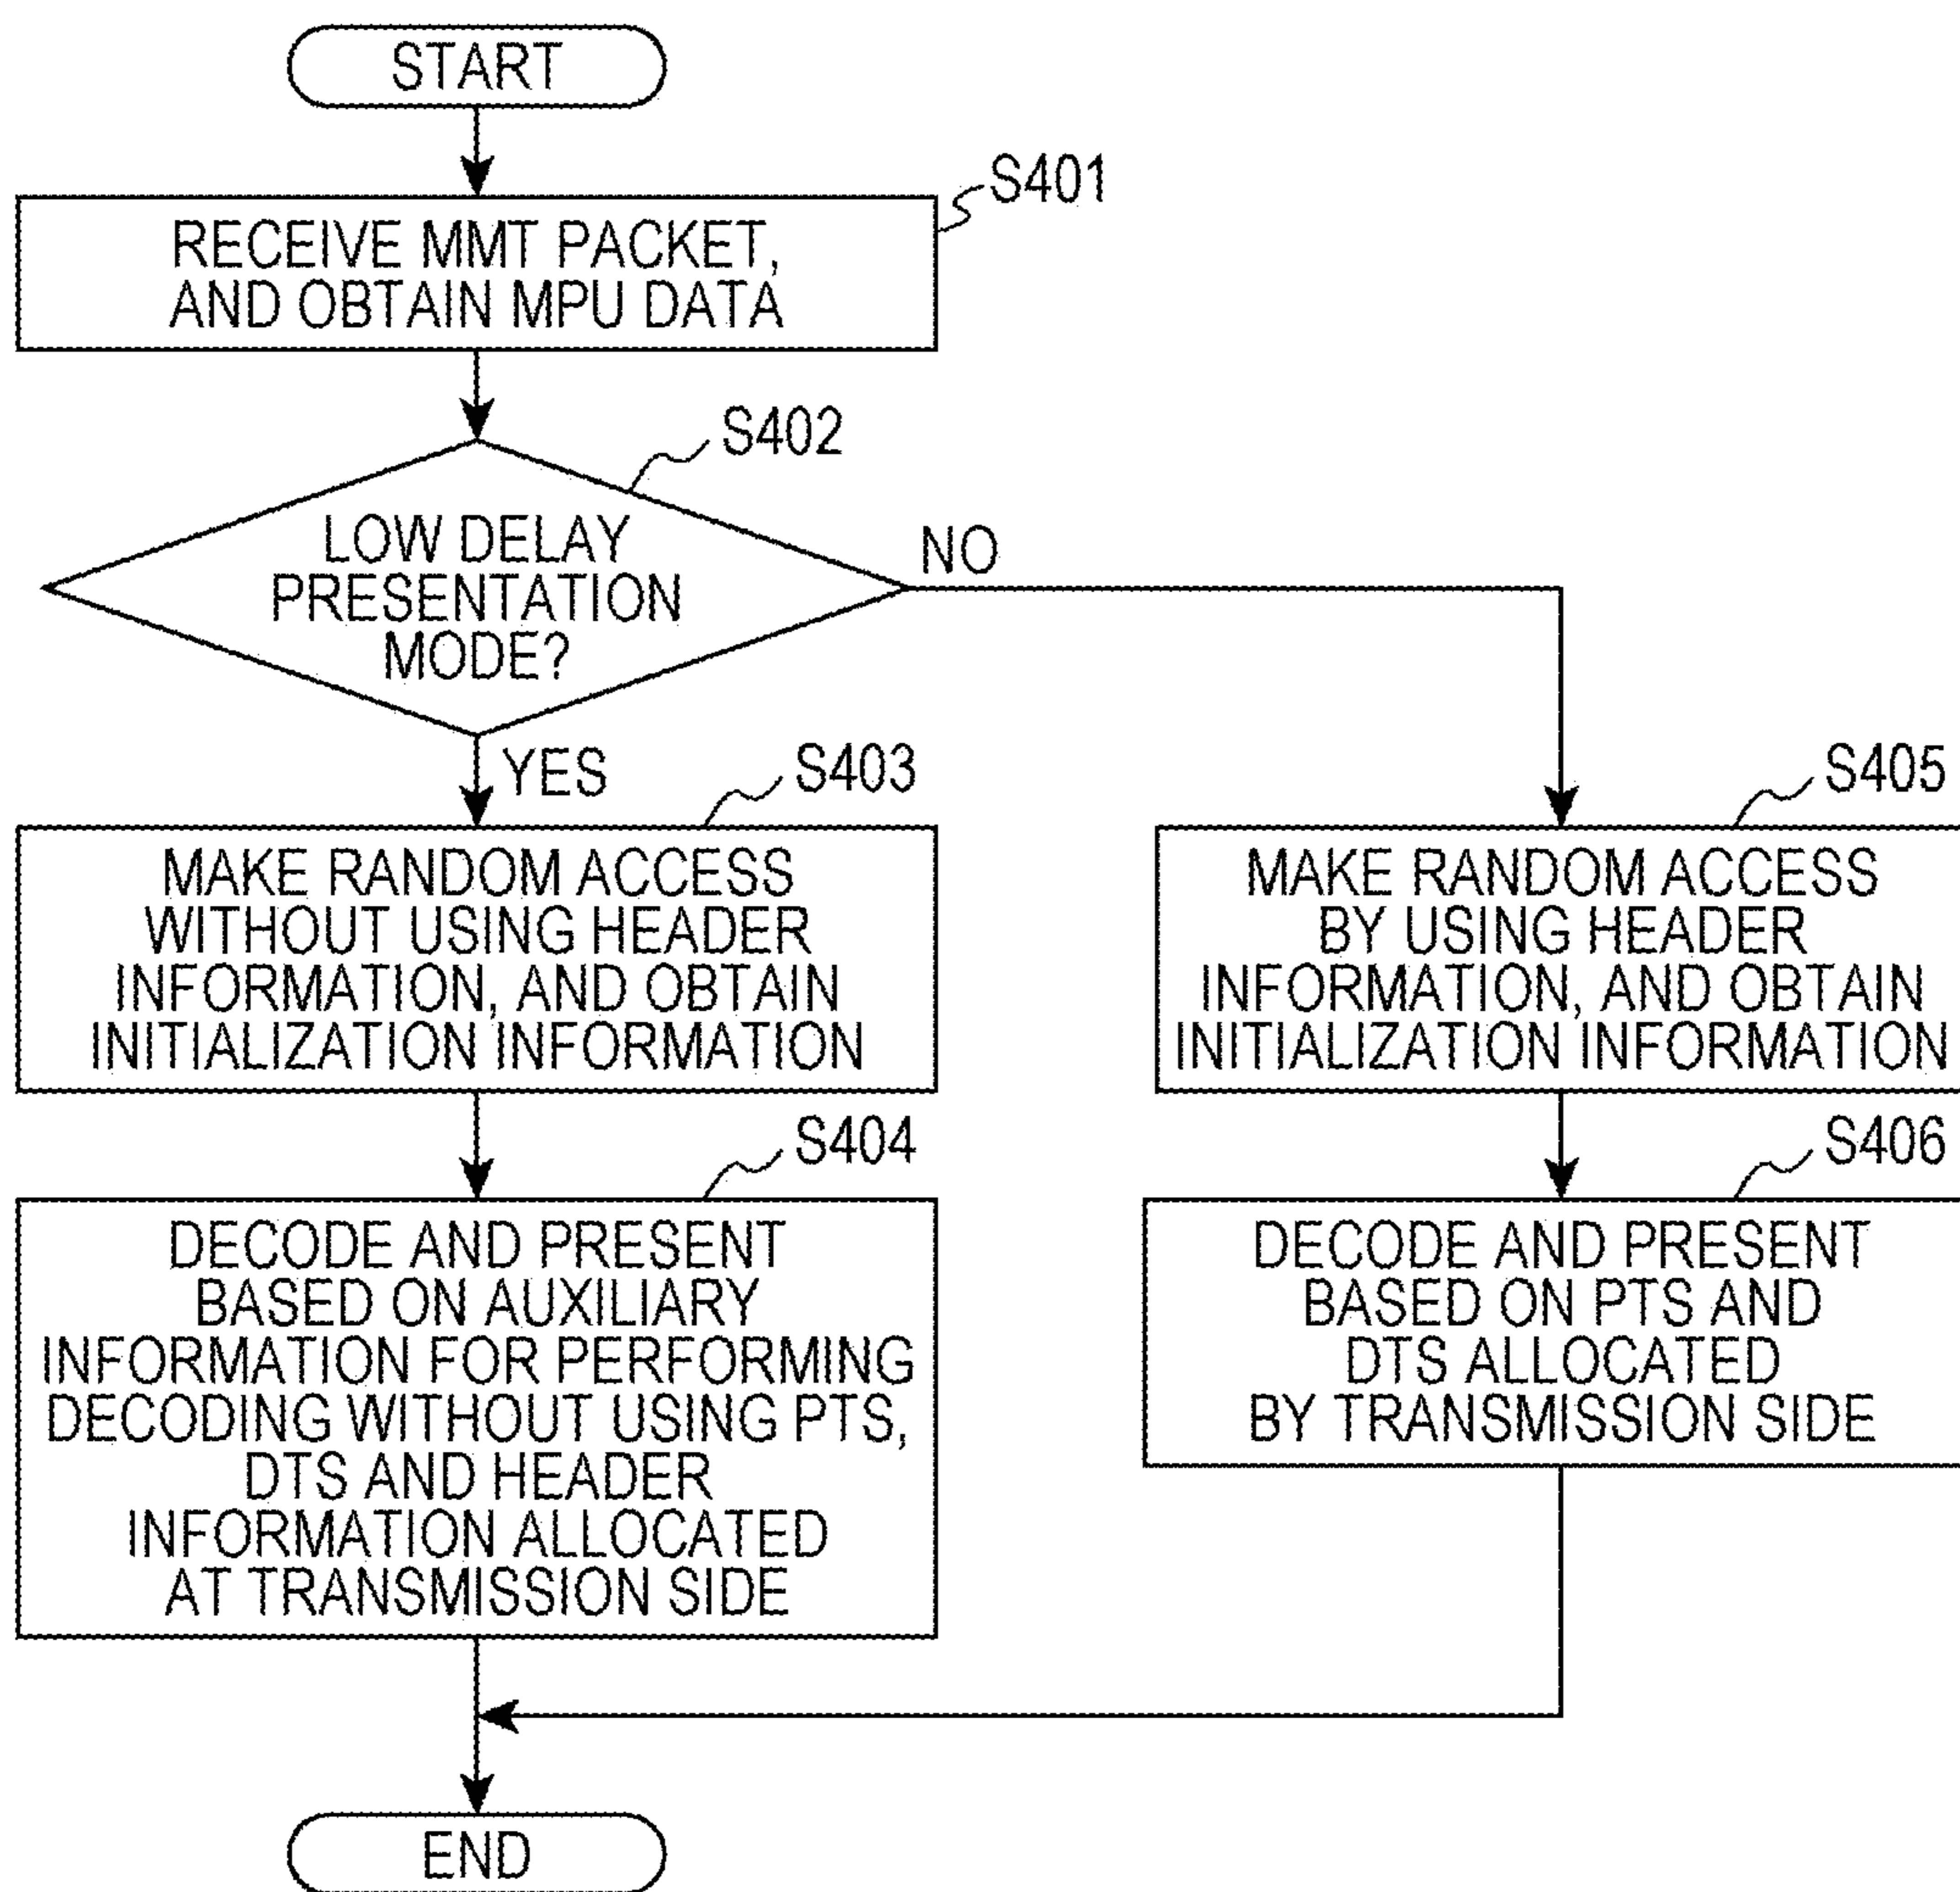 START
S401
RECEIVE MMT PACKET,
AND OBTAIN MPU DATA
S402
LOW DELAY
PRESENTATION
MODE?
NO
YES
S403
MAKE RANDOM ACCESS
WITHOUT USING HEADER
INFORMATION, AND OBTAIN
INITIALIZATION INFORMATION
S405
MAKE RANDOM ACCESS
BY USING HEADER
INFORMATION, AND OBTAIN
INITIALIZATION INFORMATION
S404
DECODE AND PRESENT
BASED ON AUXILIARY
INFORMATION FOR PERFORMING
DECODING WITHOUT USING PTS,
DTS AND HEADER
INFORMATION ALLOCATED
AT TRANSMISSION SIDE
S406
DECODE AND PRESENT
BASED ON PTS AND
DTS ALLOCATED
BY TRANSMISSION SIDE
END